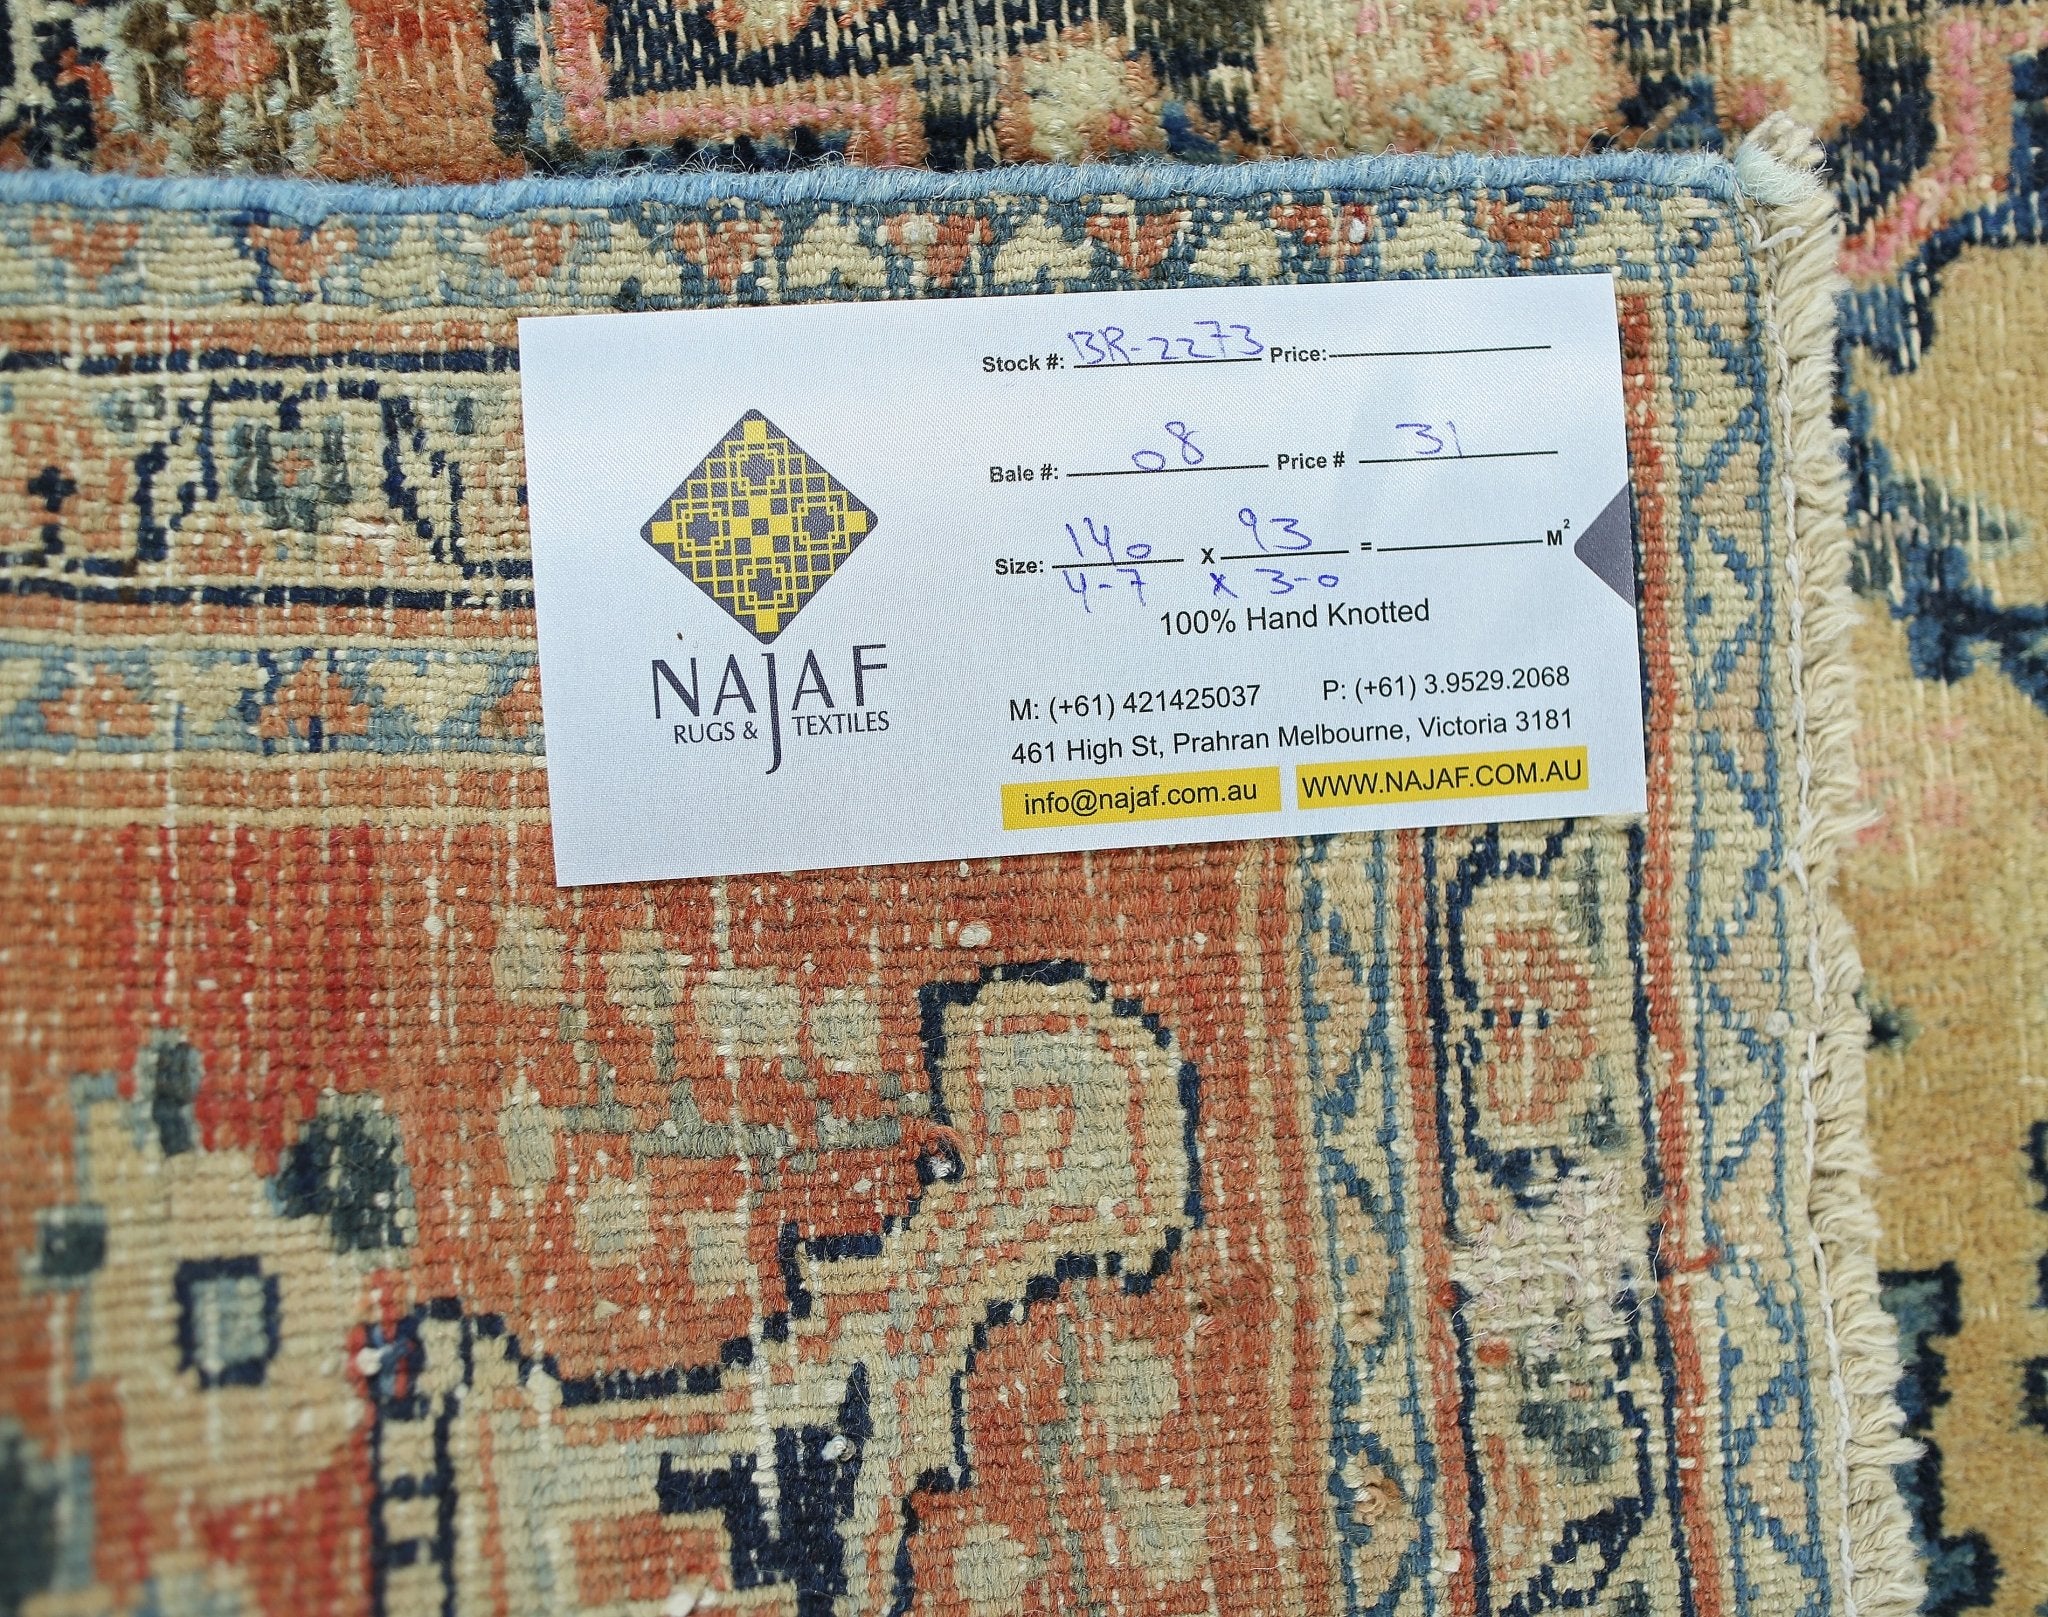 Stock #: BR-2273 Price:
Bale #: 08 Price # 31
Size: 140 x 93 = M²
4-7 x 3-0
100% Hand Knotted
NAJAF
RUGS & TEXTILES
M: (+61) 421425037 P: (+61) 3.9529.2068
461 High St, Prahran Melbourne, Victoria 3181
info@najaf.com.au WWW.NAJAF.COM.AU